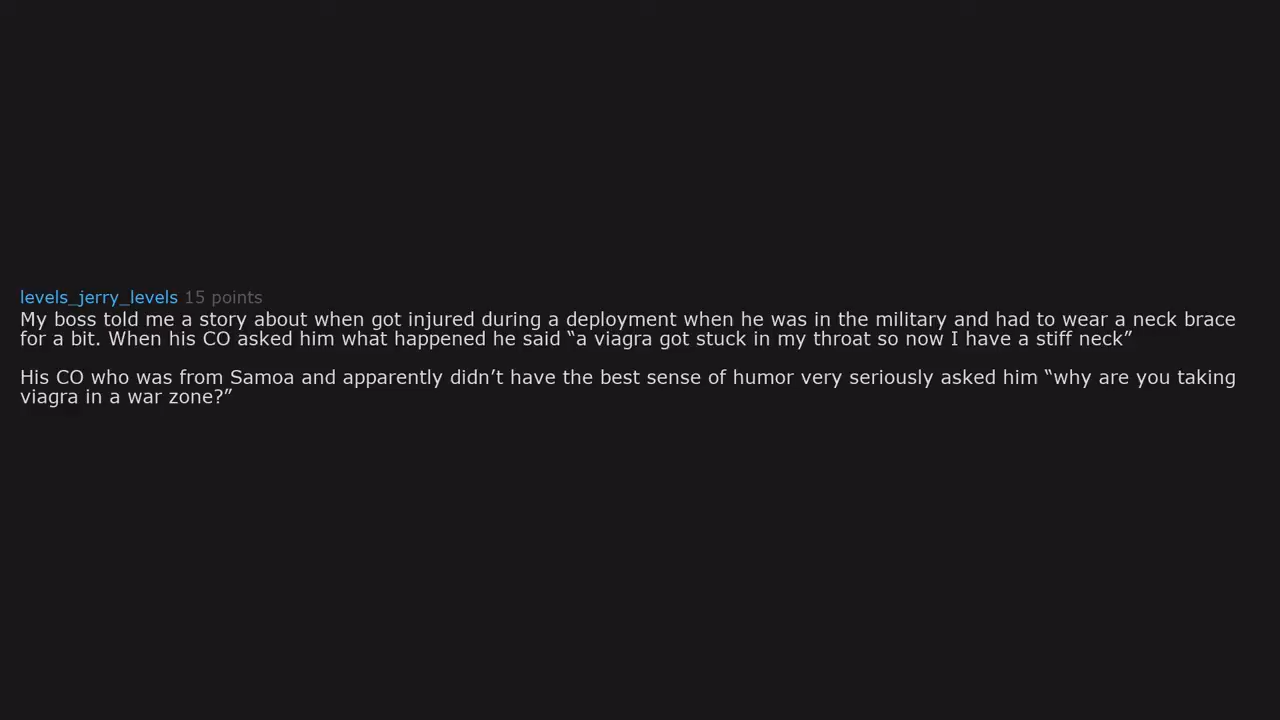 levels_jerry_levels 15 points
My boss told me a story about when got injured during a deployment when he was in the military and had to wear a neck brace
for a bit. When his CO asked him what happened he said “a viagra got stuck in my throat so now I have a stiff neck”
His CO who was from Samoa and apparently didn’t have the best sense of humor very seriously asked him “why are you taking
viagra in a war zone?”